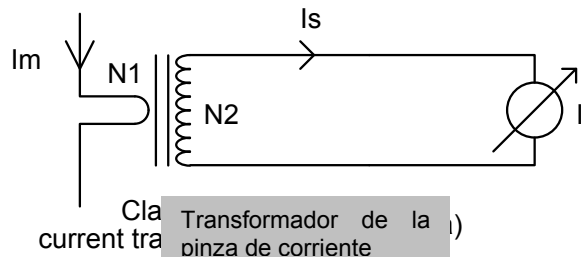 Is
Im
N1
N2
Cla
Transformador de la
pinza de corriente
current tra
)